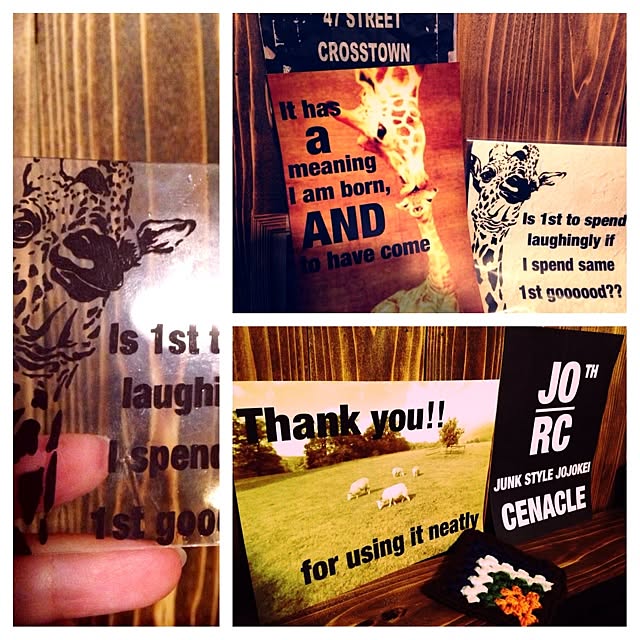 Is 1st t
laughi
I spen
1st goo
47 STREET
CROSSTOWN
It has
a
meaning
I am born,
AND
to have come
Is 1st to spend
laughingly if
I spend same
1st goooood??
Thank you!!
for using it neatly
JO TH
RC
JUNK STYLE JOJOKEI
CENACLE